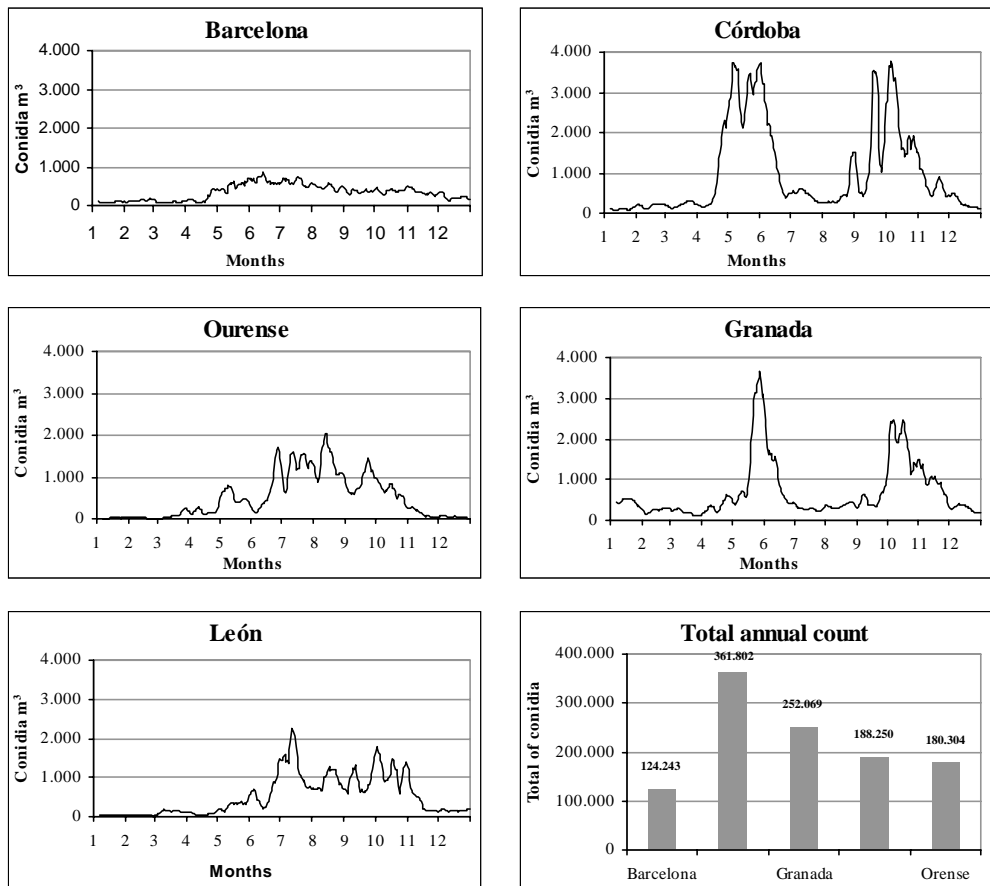 Barcelona
4.000
3.000
2.000
1.000
0
Conidia m³
1 2 3 4 5 6 7 8 9 10 11 12
Months
Córdoba
4.000
3.000
2.000
1.000
0
Conidia m³
1 2 3 4 5 6 7 8 9 10 11 12
Months
Ourense
4.000
3.000
2.000
1.000
0
Conidia m³
1 2 3 4 5 6 7 8 9 10 11 12
Months
Granada
4.000
3.000
2.000
1.000
0
Conidia m³
1 2 3 4 5 6 7 8 9 10 11 12
Months
León
4.000
3.000
2.000
1.000
0
Conidia m³
1 2 3 4 5 6 7 8 9 10 11 12
Months
Total annual count
400.000
300.000
200.000
100.000
0
Total of conidia
124.243
361.802
252.069
188.250
180.304
Barcelona Granada Orense